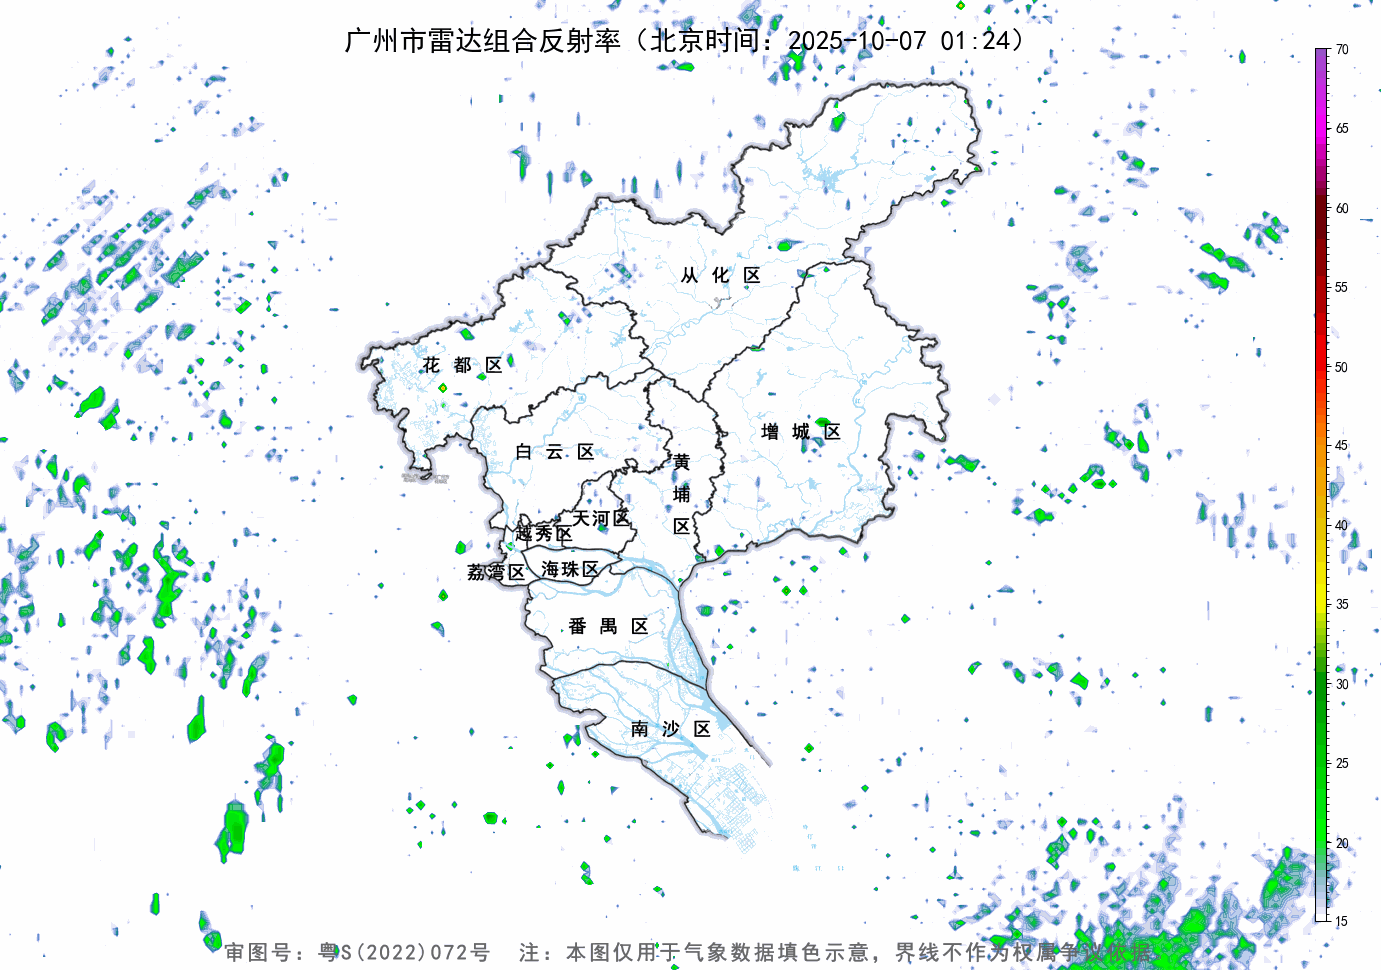 广州市雷达组合反射率（北京时间：2025-10-07 01:24）
70
65
60
55
50
45
40
35
30
25
20
15
从化区
花都区
增城区
白云区
黄埔区
天河区
越秀区
海珠区
荔湾区
番禺区
南沙区
审图号：粤S(2022)072号 注：本图仅用于气象数据填色示意，界线不作为权属争议依据